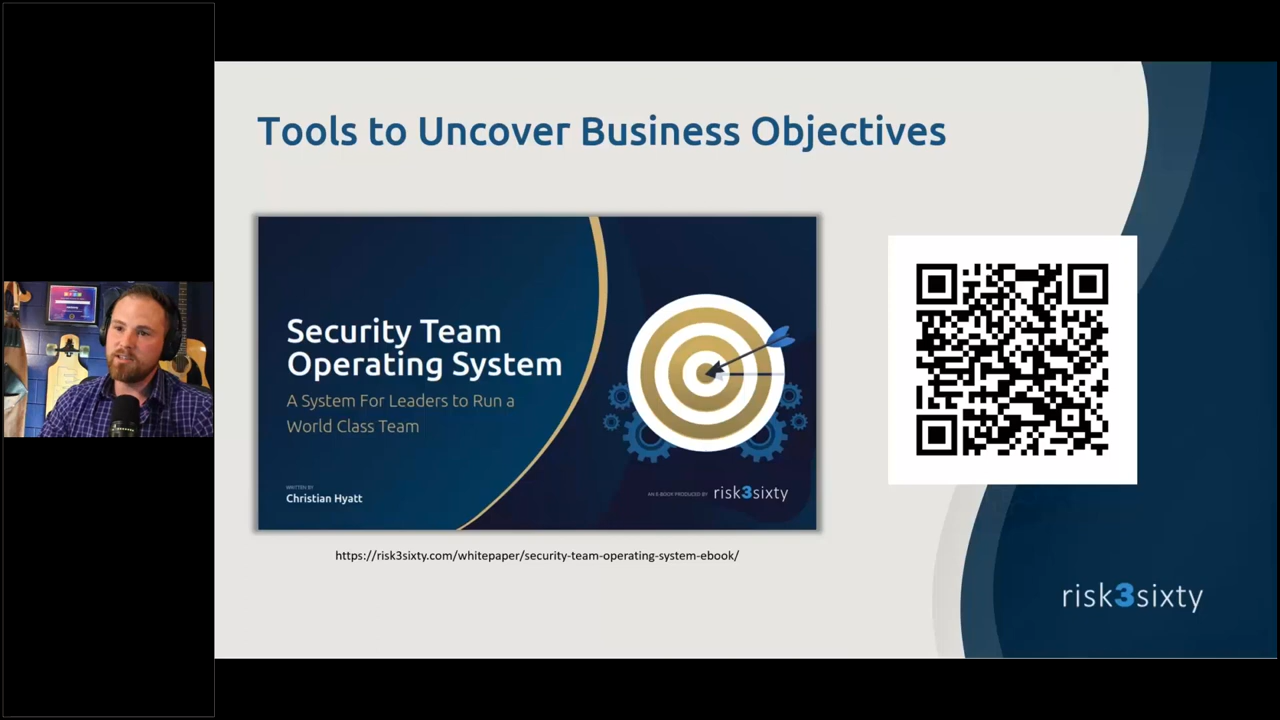 Tools to Uncover Business Objectives
Security Team
Operating System
A System For Leaders to Run a
World Class Team
WRITTEN BY
Christian Hyatt
AN E-BOOK PRODUCED BY risk3sixty
https://risk3sixty.com/whitepaper/security-team-operating-system-ebook/
risk3sixty